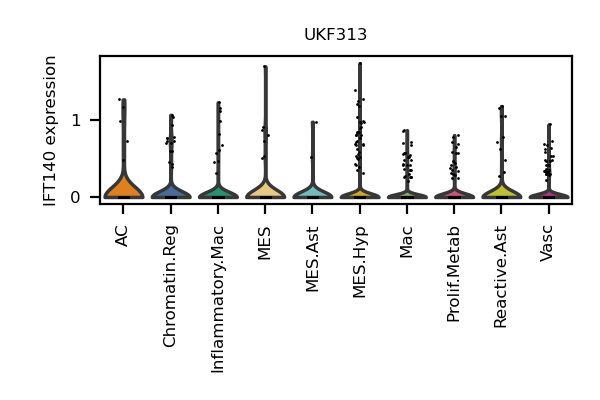 UKF313
IFT140 expression
1
0
AC
Chromatin.Reg
Inflammatory.Mac
MES
MES.Ast
MES.Hyp
Mac
Prolif.Metab
Reactive.Ast
Vasc